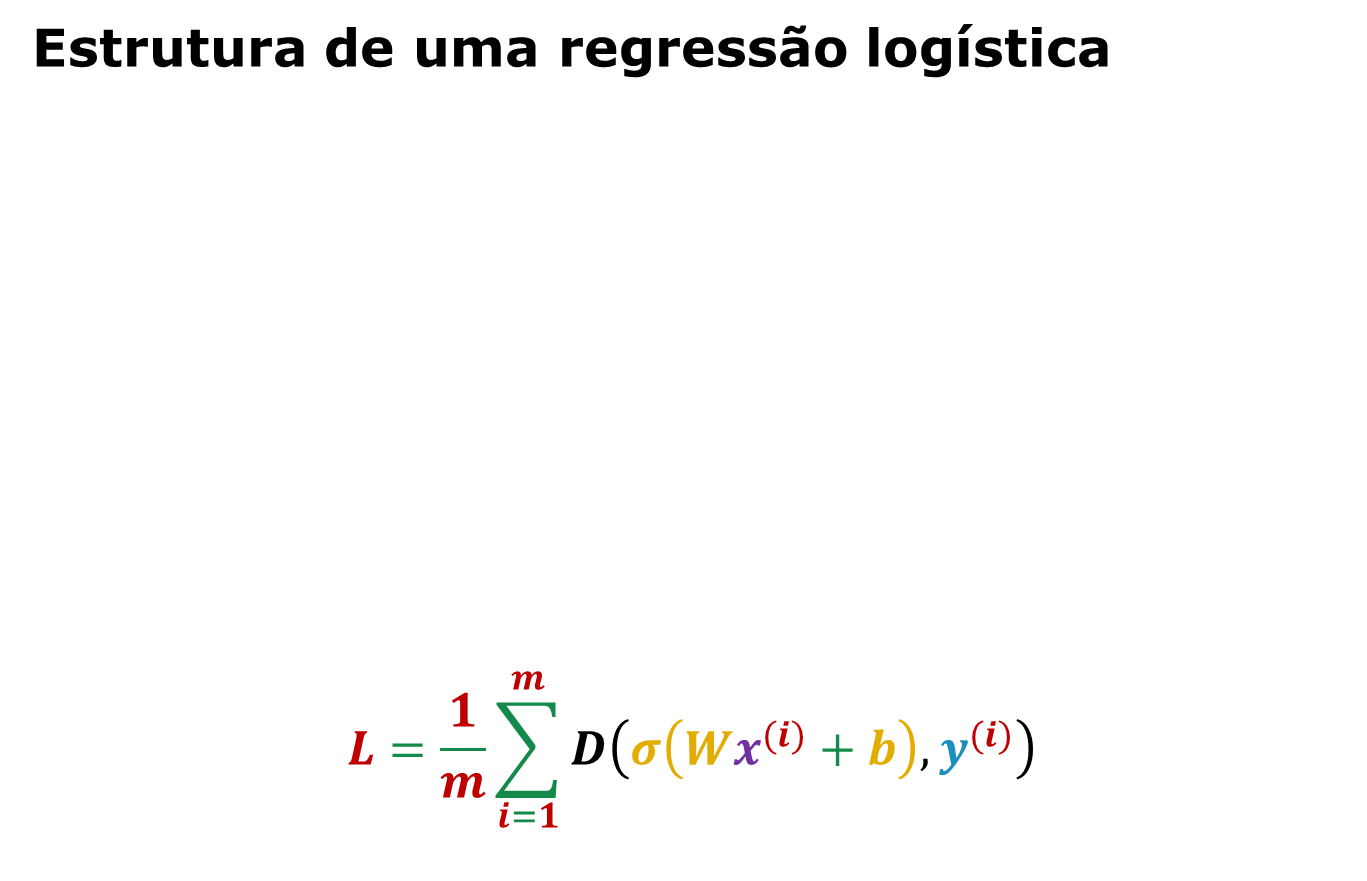 Estrutura de uma regressão logística
L = 1/m ∑_{i=1}^{m} D(σ(Wx^{(i)} + b), y^{(i)})